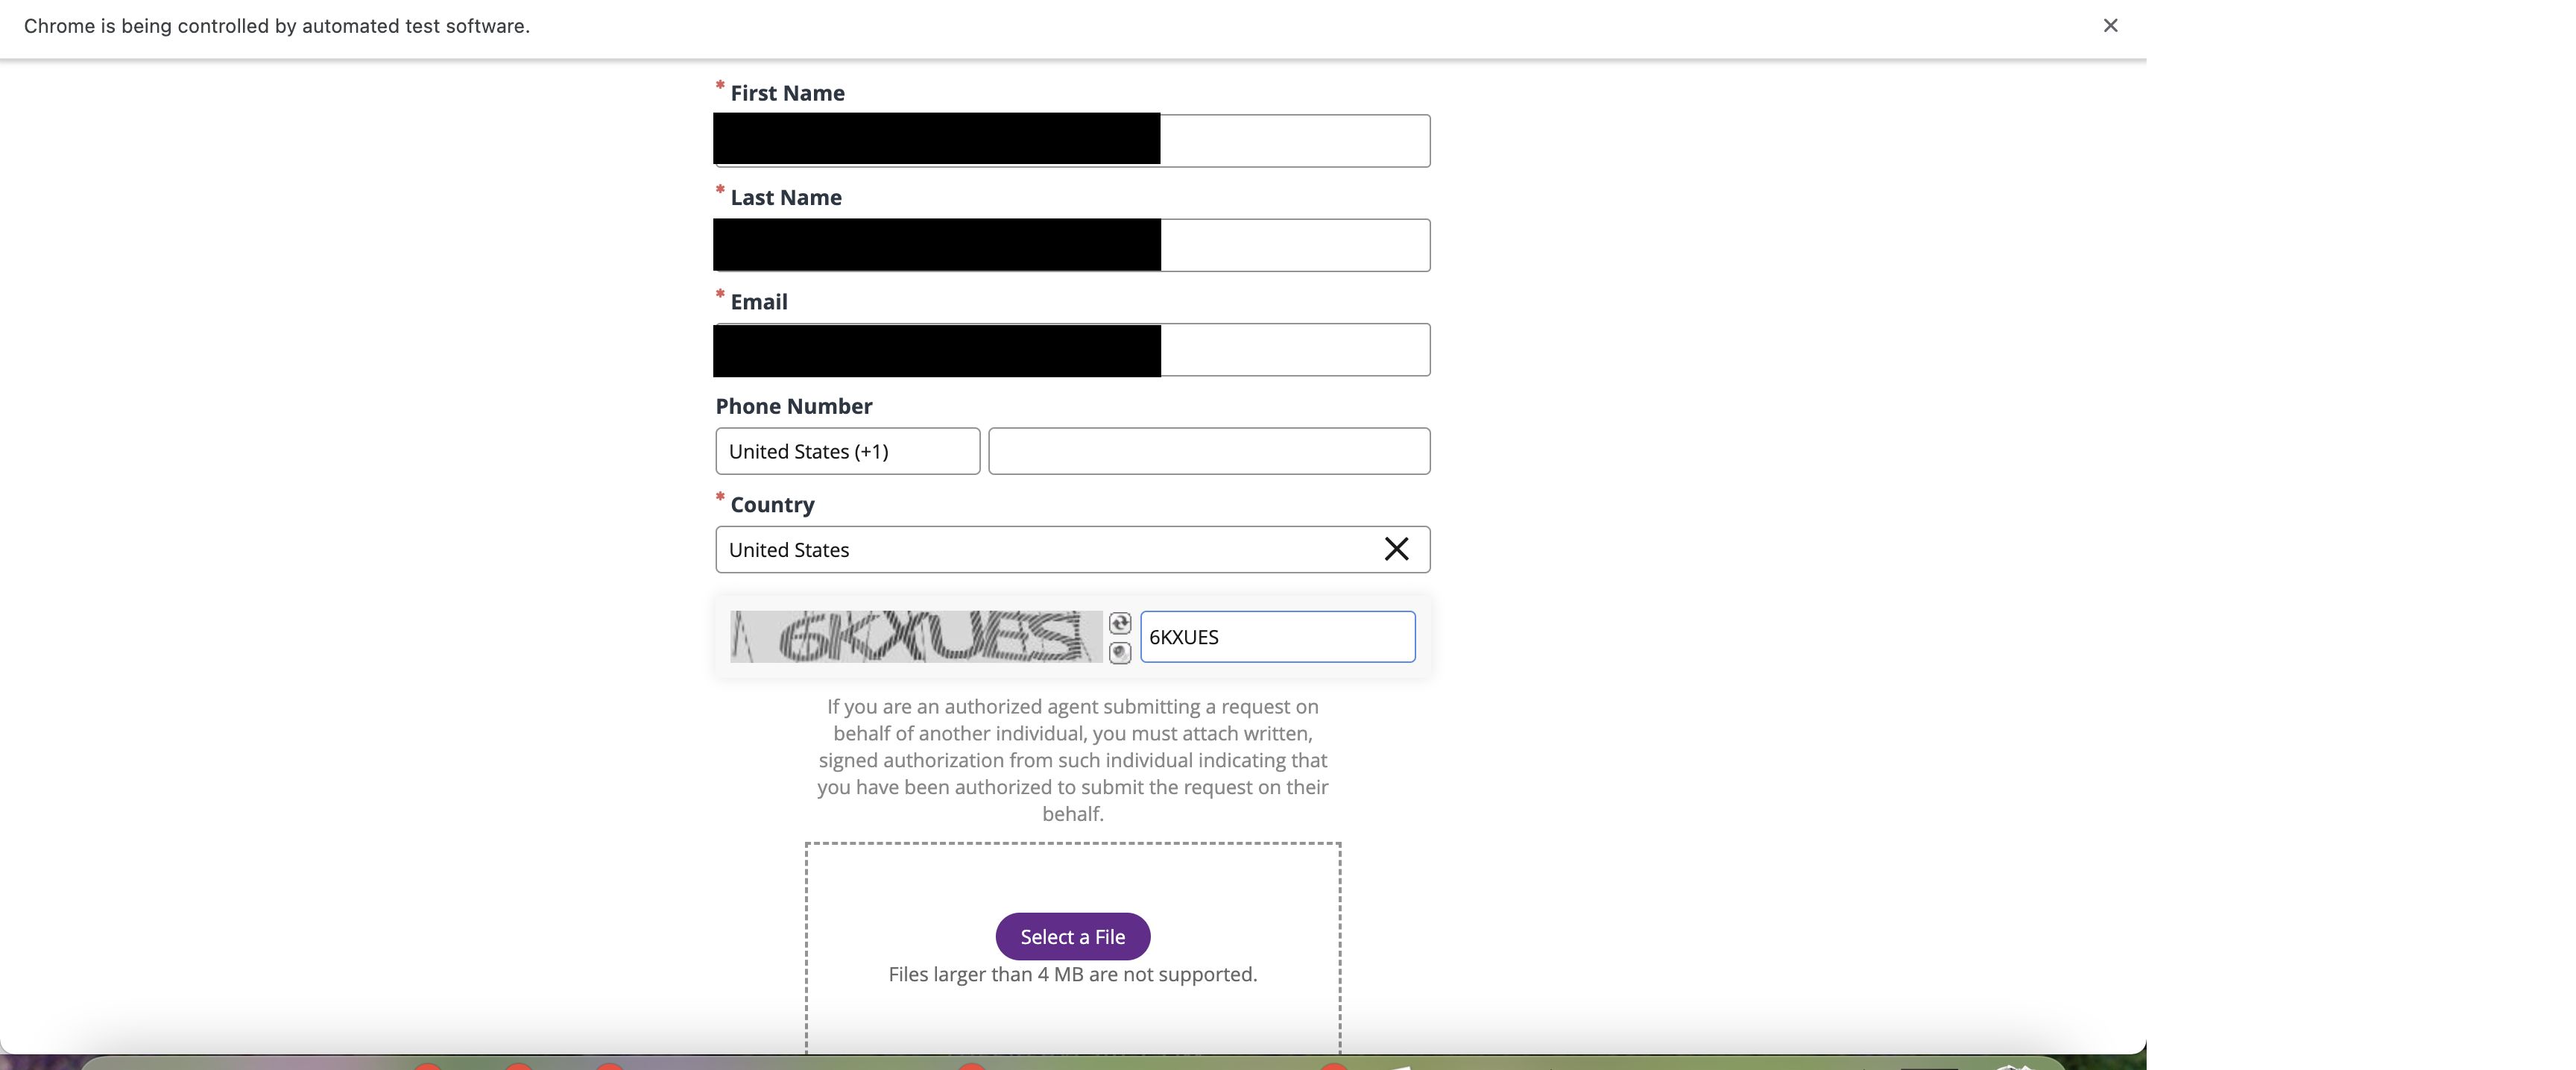 Chrome is being controlled by automated test software.
* First Name
* Last Name
* Email
Phone Number
United States (+1)
* Country
United States
6KXUES
6KXUES
If you are an authorized agent submitting a request on
behalf of another individual, you must attach written,
signed authorization from such individual indicating that
you have been authorized to submit the request on their
behalf.
Select a File
Files larger than 4 MB are not supported.